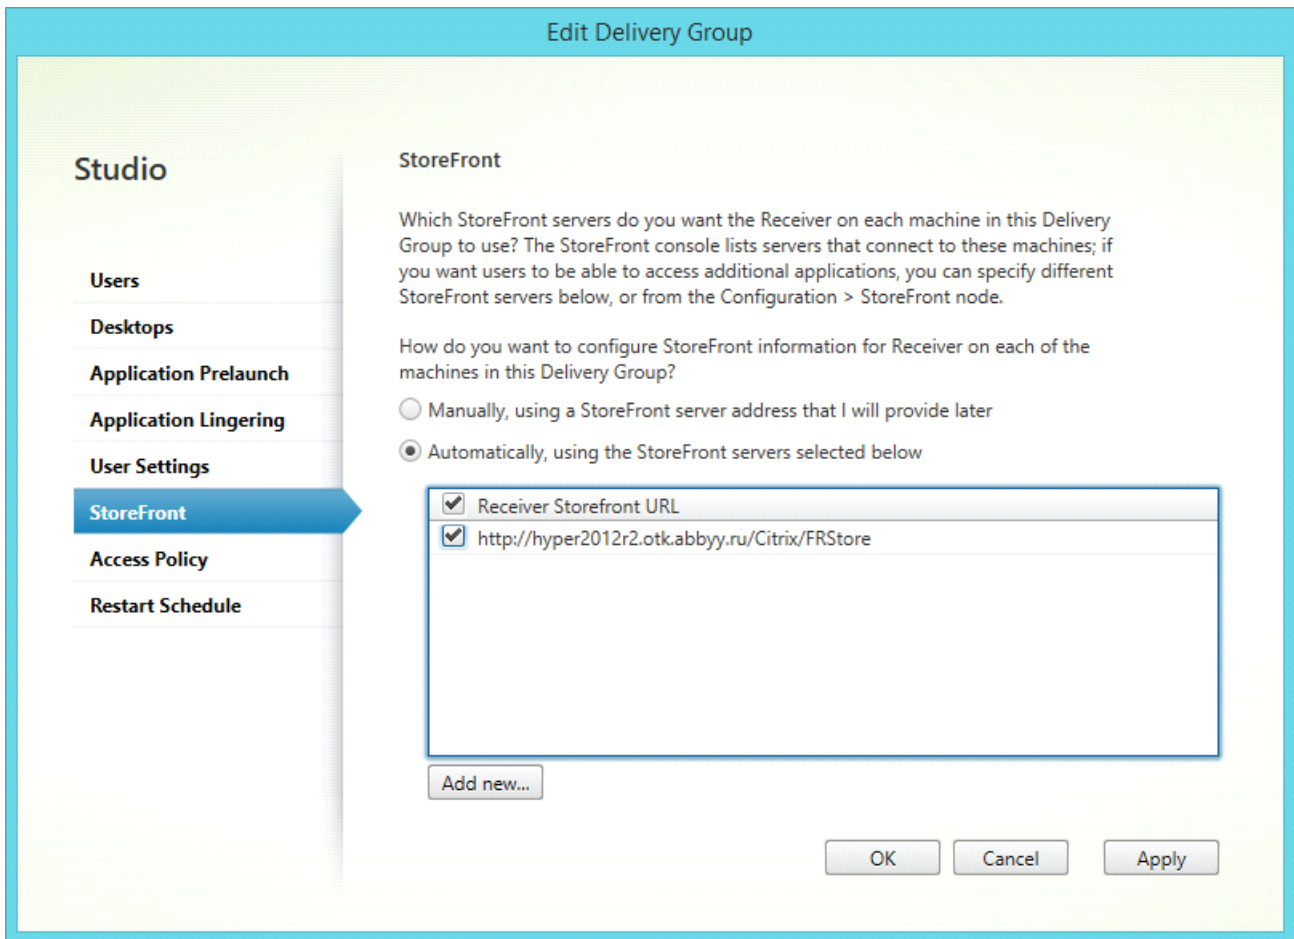 Edit Delivery Group
Studio
Users
Desktops
Application Prelaunch
Application Lingering
User Settings
StoreFront
Access Policy
Restart Schedule
StoreFront
Which StoreFront servers do you want the Receiver on each machine in this Delivery
Group to use? The StoreFront console lists servers that connect to these machines; if
you want users to be able to access additional applications, you can specify different
StoreFront servers below, or from the Configuration > StoreFront node.
How do you want to configure StoreFront information for Receiver on each of the
machines in this Delivery Group?
Manually, using a StoreFront server address that I will provide later
Automatically, using the StoreFront servers selected below
Receiver Storefront URL
http://hyper2012r2.otk.abbyy.ru/Citrix/FRStore
Add new...
OK
Cancel
Apply